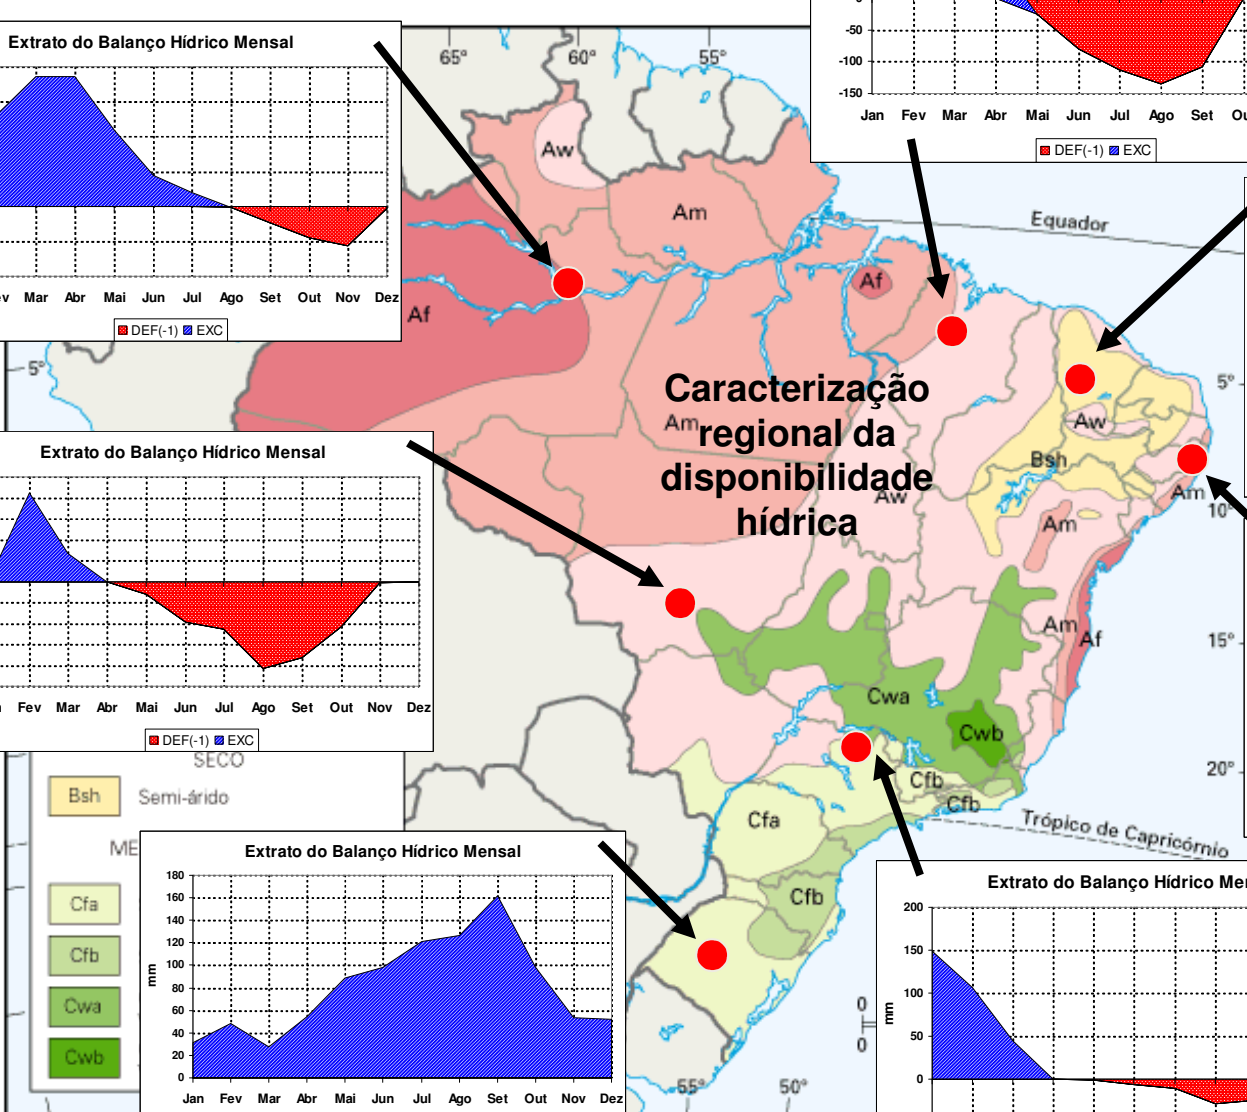 Extrato do Balanço Hídrico Mensal
Mar Abr Mai Jun Jul Ago Set Out Nov Dez
DEF(-1) EXC
65° 60° 55°
-50
-100
-150
Jan Fev Mar Abr Mai Jun Jul Ago Set
DEF(-1) EXC
Aw
Am
Equador
Af
Af
5°
5°
Caracterização
regional da
disponibilidade
hídrica
Am
Aw
Aw
Bsh
Am
10°
Am
Am
Af
15°
Extrato do Balanço Hídrico Mensal
Fev Mar Abr Mai Jun Jul Ago Set Out Nov Dez
DEF(-1) EXC
Cwa
Cwb
20°
Cfb
Cfb
Cfa
Trópico de Capricórnio
Cfb
SECO
Bsh Semi-árido
ME
Cfa
Cfb
Cwa
Cwb
Extrato do Balanço Hídrico Mensal
180
160
140
120
100
80
60
40
20
0
mm
Jan Fev Mar Abr Mai Jun Jul Ago Set Out Nov Dez
0
0
55° 50°
Extrato do Balanço Hídrico Me
200
150
100
50
0
mm